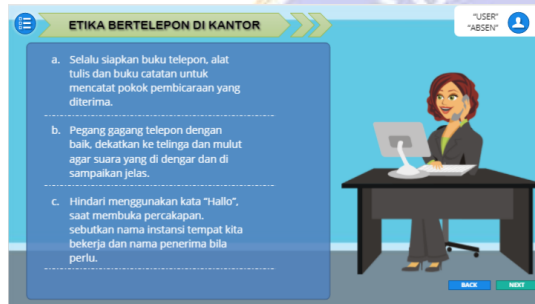 ETIKA BERTELEPON DI KANTOR
"USER"
"ABSEN"
a. Selalu siapkan buku telepon, alat
tulis dan buku catatan untuk
mencatat pokok pembicaraan yang
diterima.
b. Pegang gagang telepon dengan
baik, dekatkan ke telinga dan mulut
agar suara yang di dengar dan di
sampaikan jelas.
c. Hindari menggunakan kata "Hallo",
saat membuka percakapan.
sebutkan nama instansi tempat kita
bekerja dan nama penerima bila
perlu.
BACK
NEXT